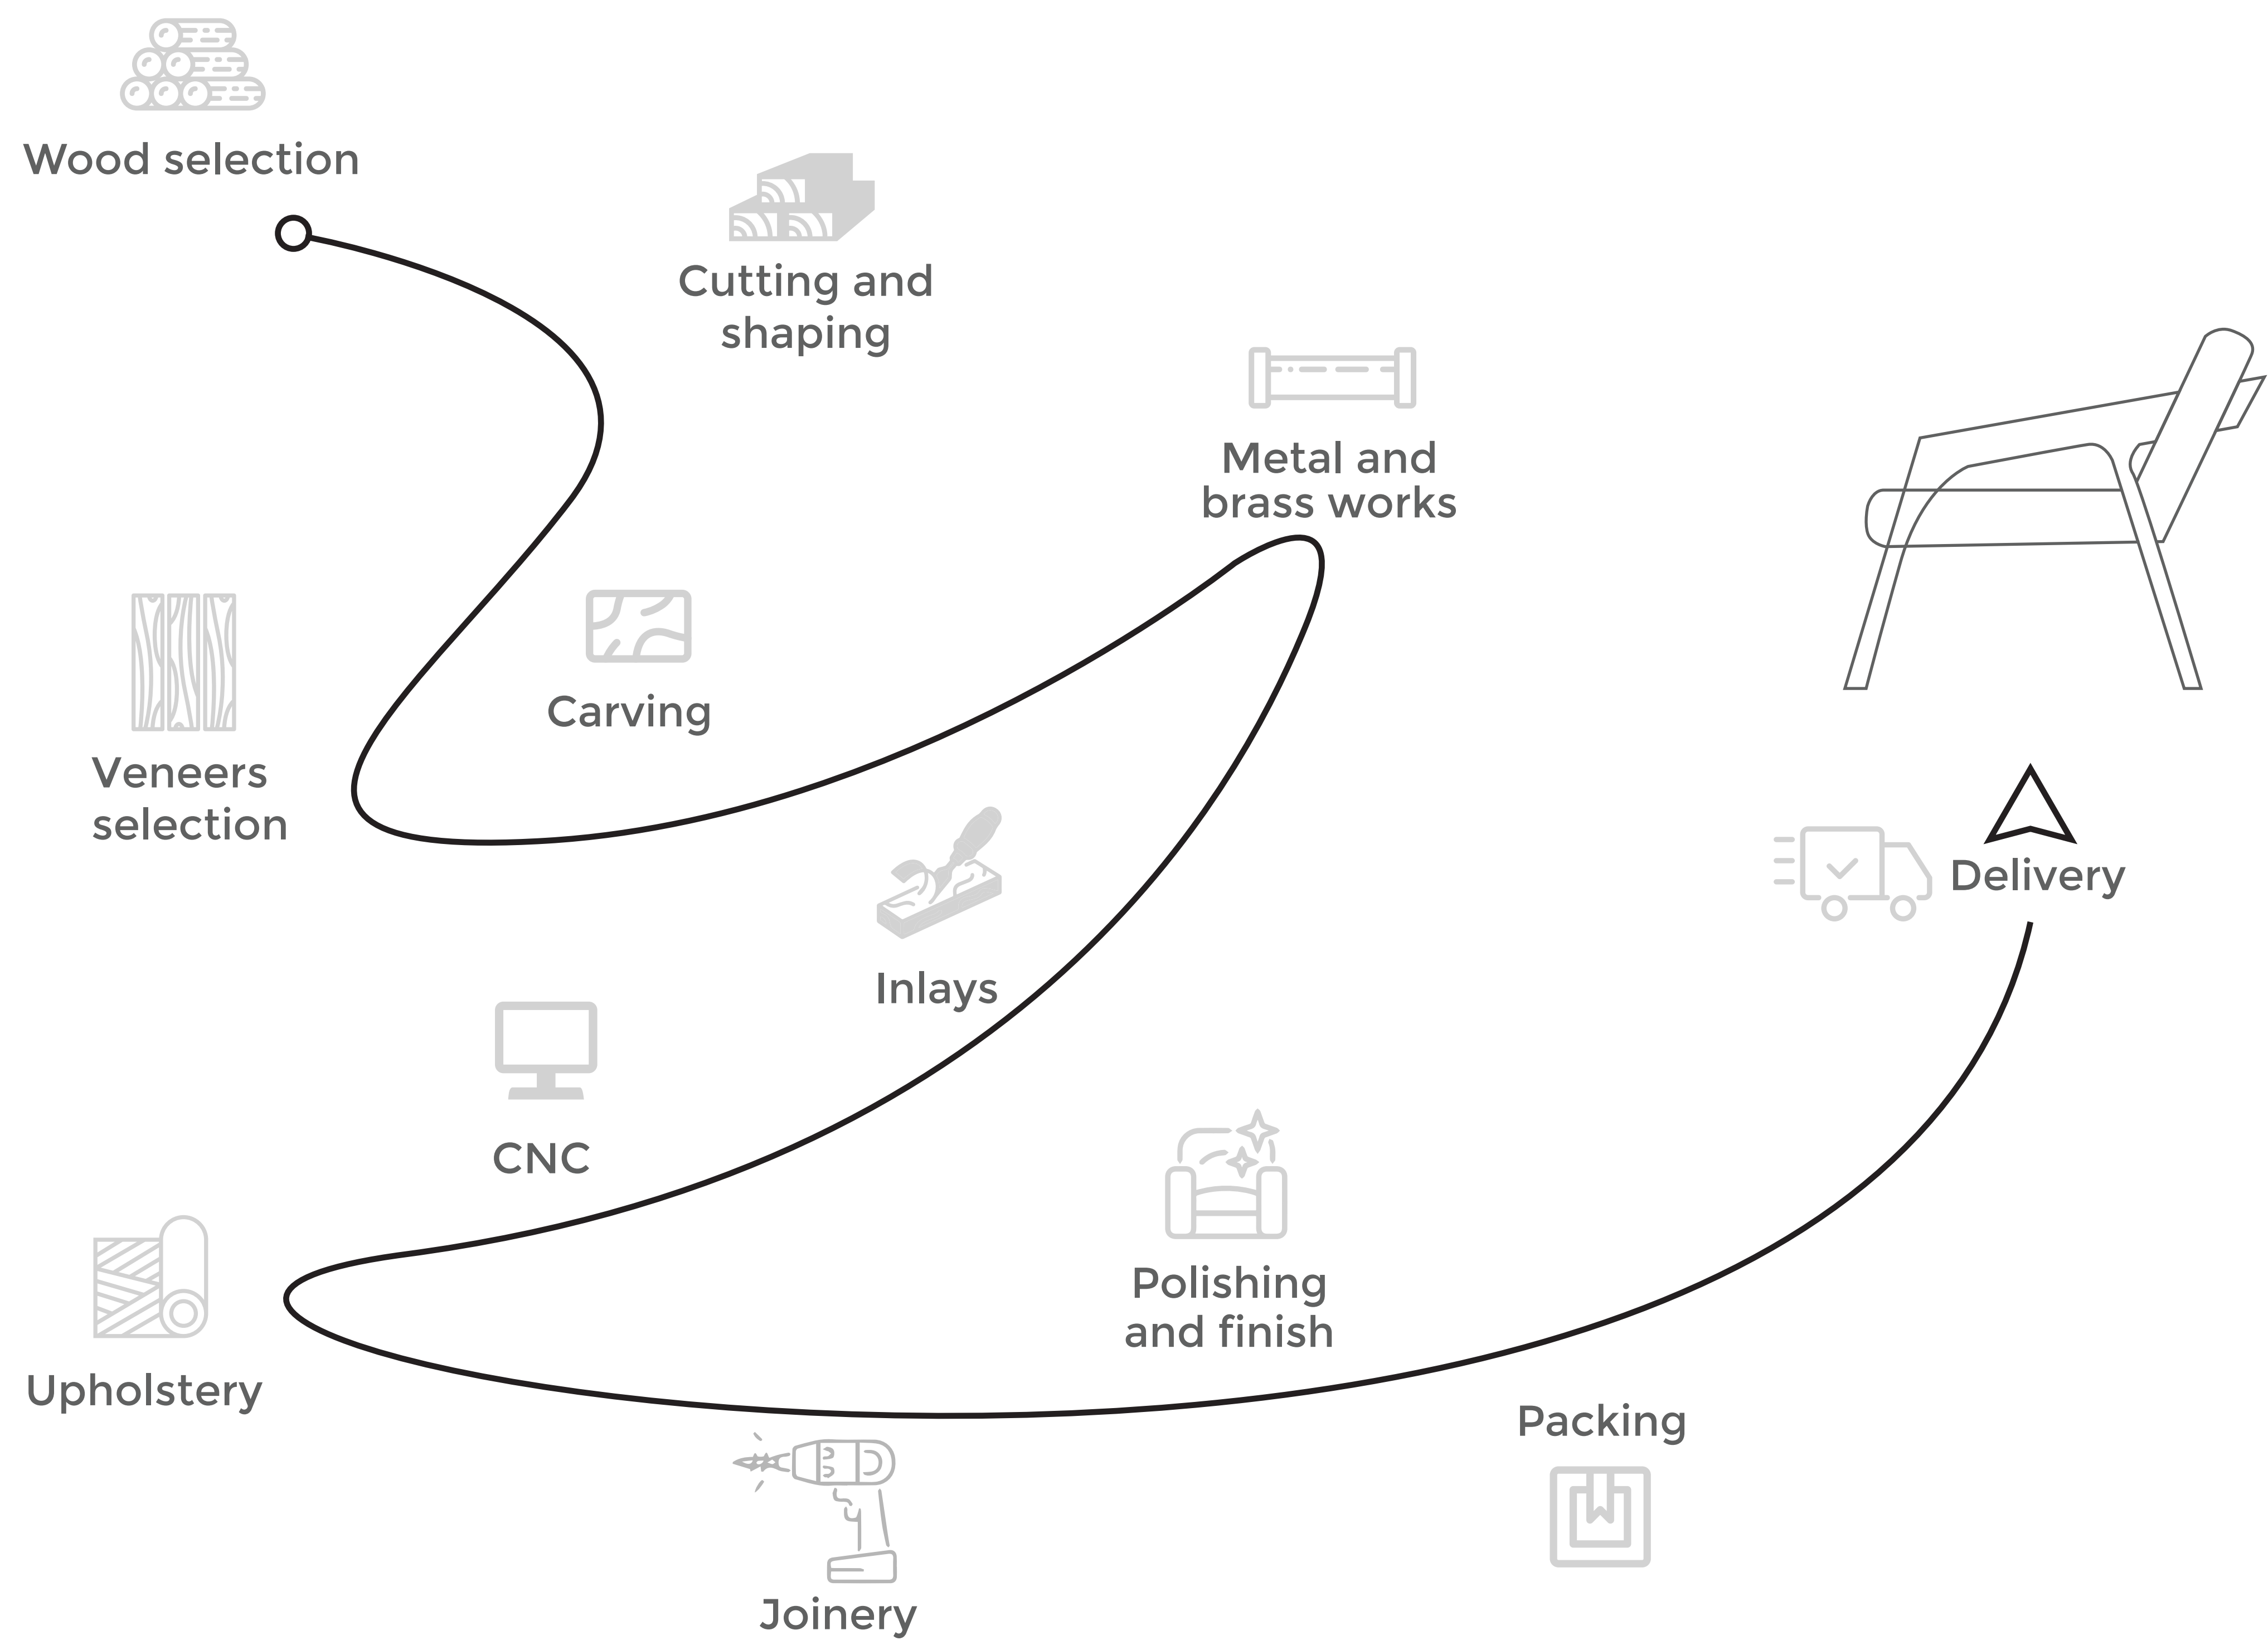 Wood selection
Cutting and
shaping
Metal and
brass works
Carving
Veneers
selection
Delivery
Inlays
CNC
Polishing
and finish
Upholstery
Packing
Joinery